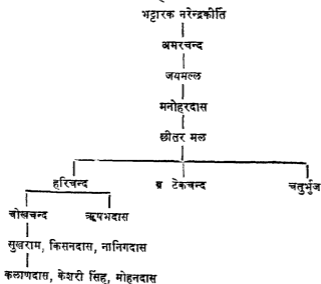 भट्टारक नरेन्द्रकीर्ति
अमरचन्द
जयमल्ल
मनोहरदास
छीतर मल
हरिचन्द ब्र टेकचन्द चतुर्भुज
चोखचन्द ऋषभदास
सुखराम, किसनदास, नानिगदास
कलाणदास, केशरी सिंह, मोहनदास